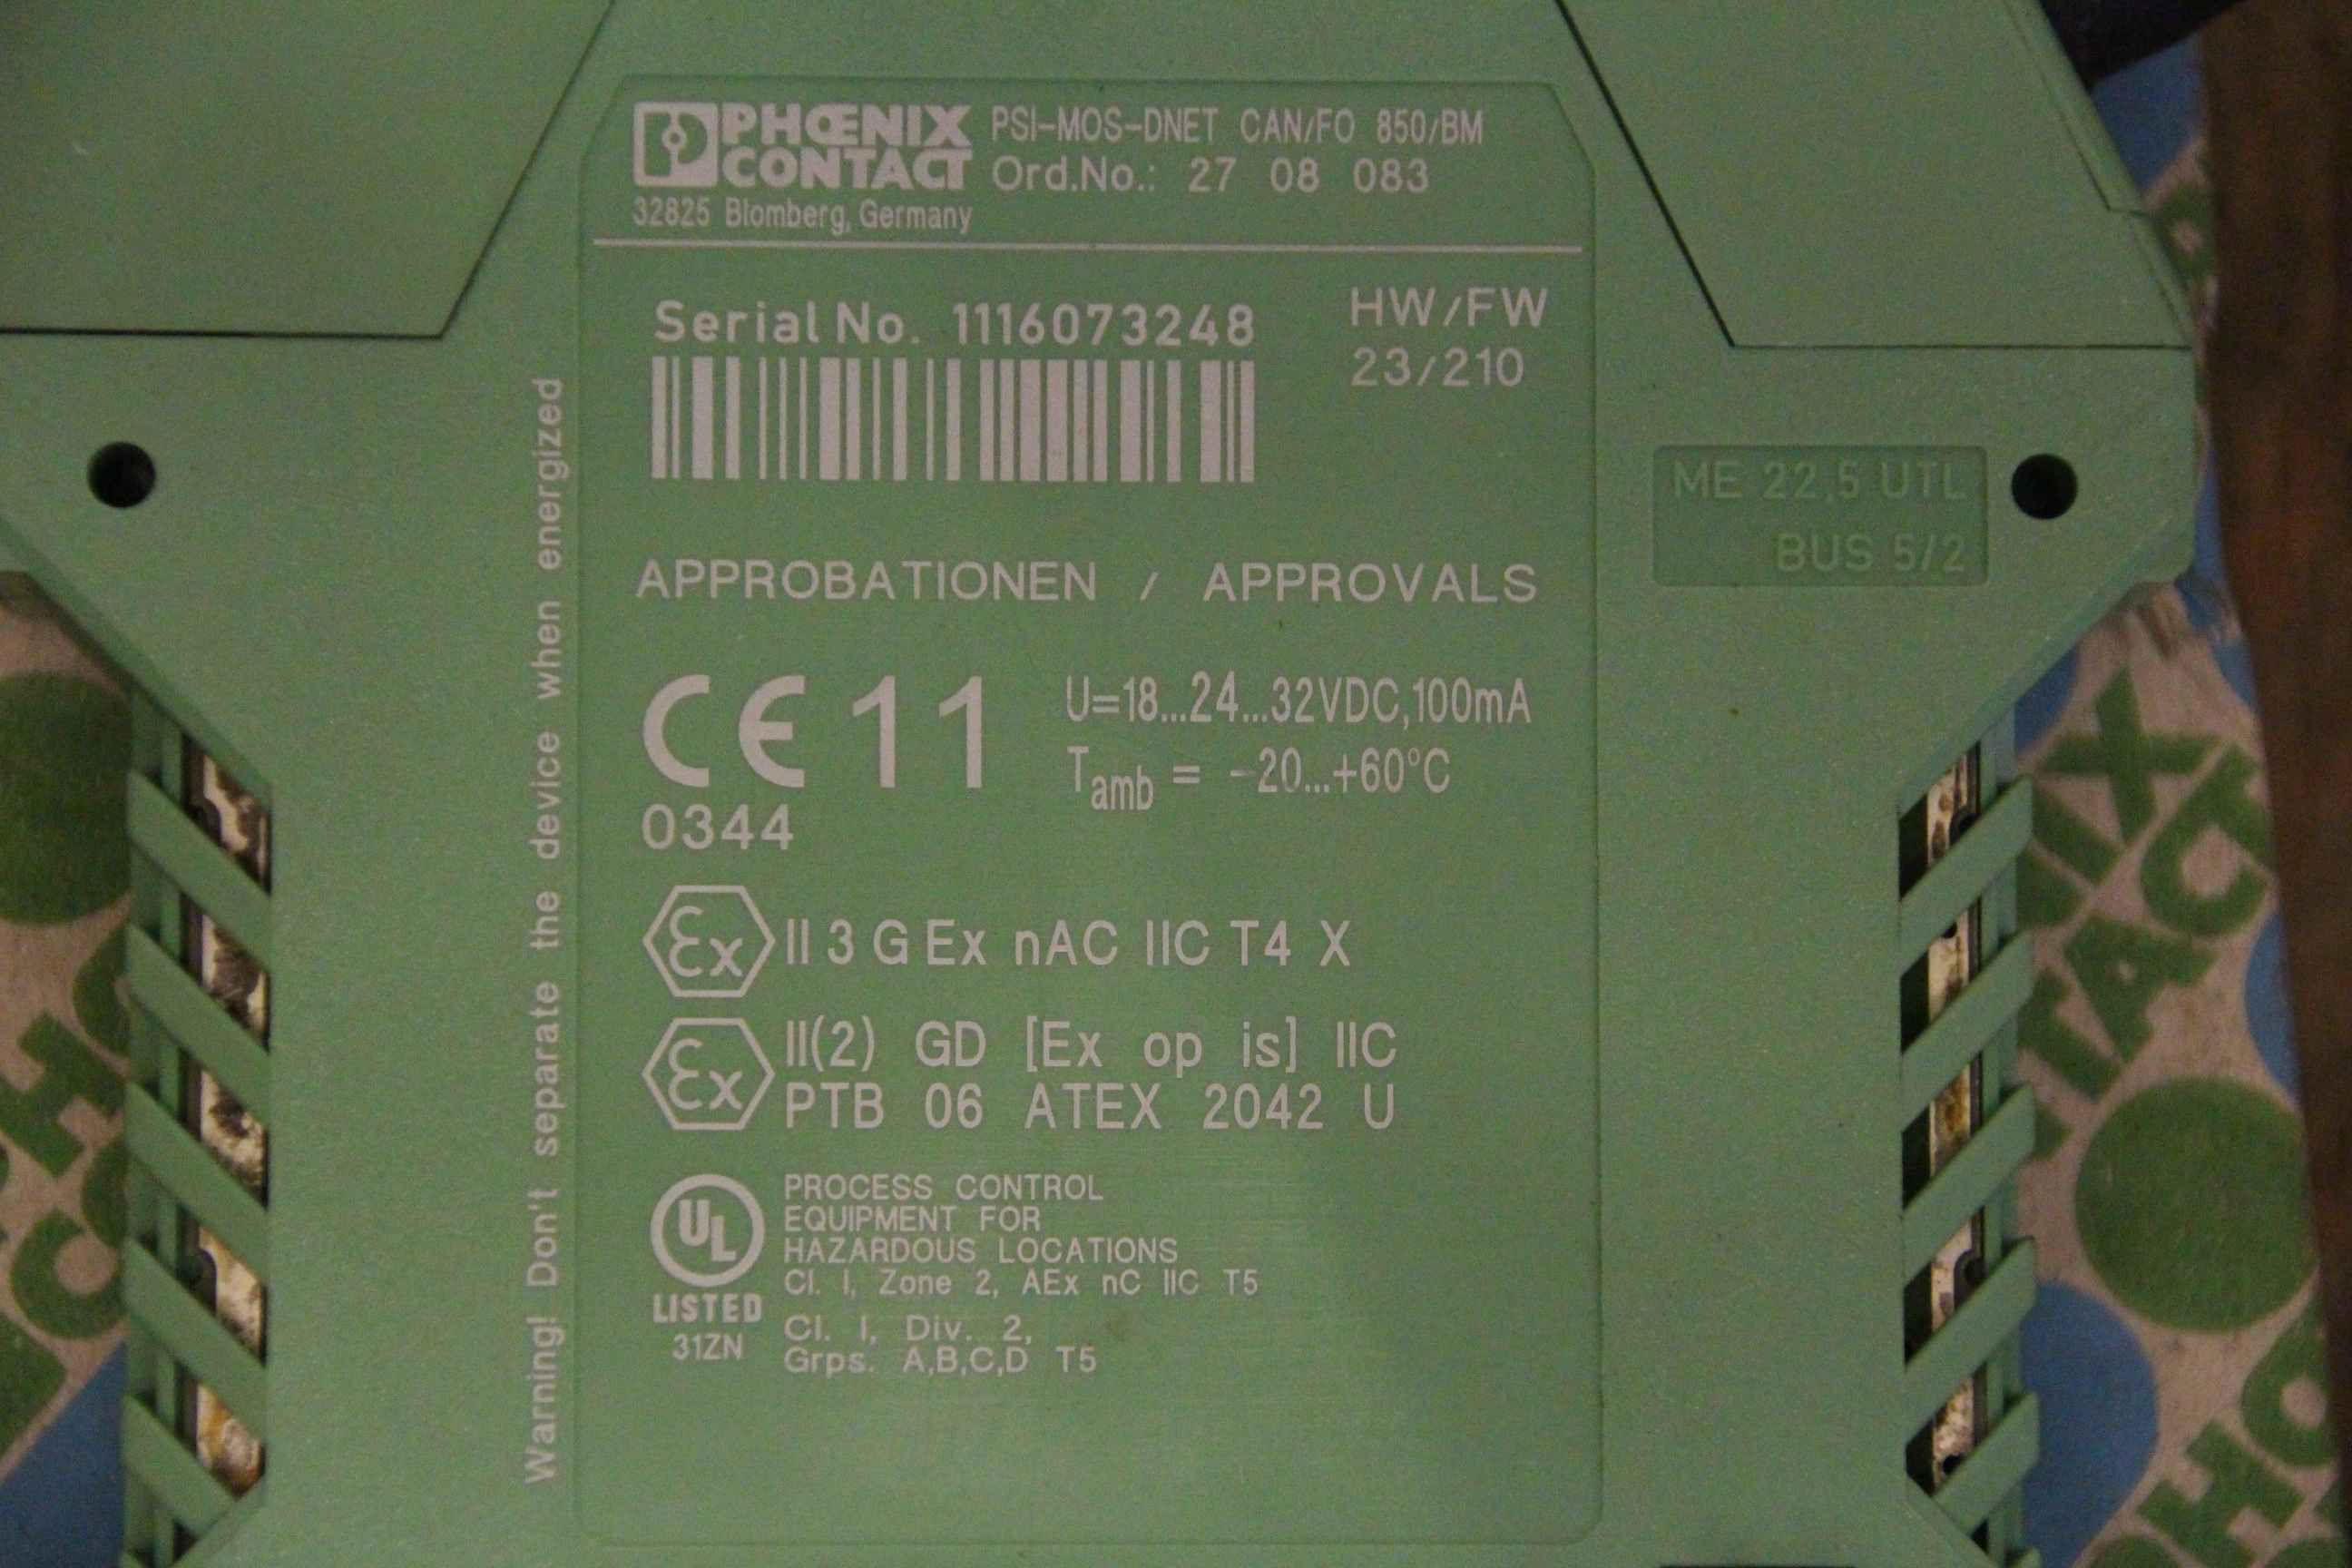 PHŒNIX
CONTACT
PSI-MOS-DNET CAN/FO 850/BM
Ord.No.: 27 08 083
32825 Blomberg, Germany
Serial No. 1116073248
HW/FW
23/210
ME 22,5 UTL
BUS 5/2
APPROBATIONEN / APPROVALS
CE 11
0344
U=18...24...32VDC,100mA
Tamb = -20...+60°C
Ex II 3 G Ex nAC IIC T4 X
Ex II(2) GD [Ex op is] IIC
PTB 06 ATEX 2042 U
UL
LISTED
31ZN
PROCESS CONTROL
EQUIPMENT FOR
HAZARDOUS LOCATIONS
Cl. I, Zone 2, AEx nC IIC T5
Cl. I, Div. 2,
Grps. A,B,C,D T5
Warning! Don't separate the device when energized